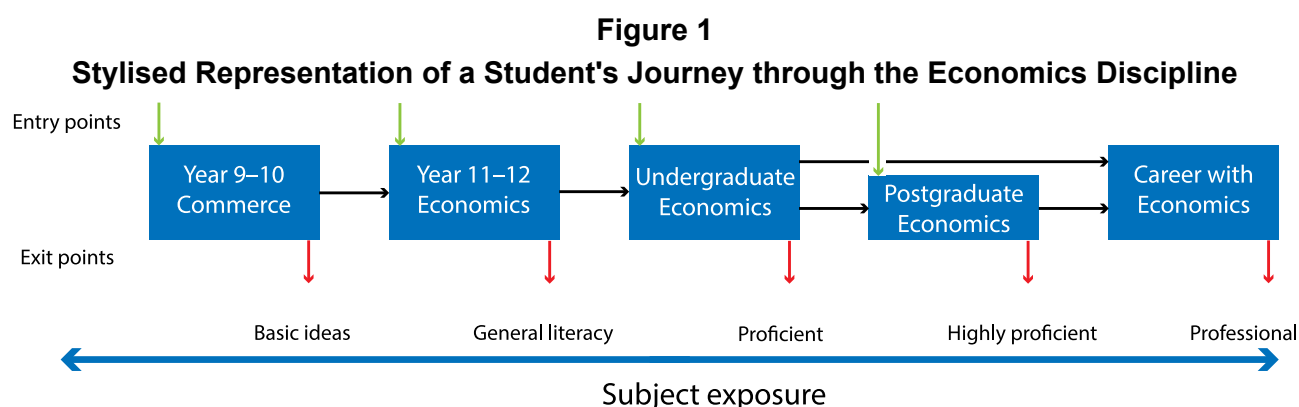 Figure 1
Stylised Representation of a Student's Journey through the Economics Discipline
Entry points
Year 9–10
Commerce
Year 11–12
Economics
Undergraduate
Economics
Postgraduate
Economics
Career with
Economics
Exit points
Basic ideas
General literacy
Proficient
Highly proficient
Professional
Subject exposure